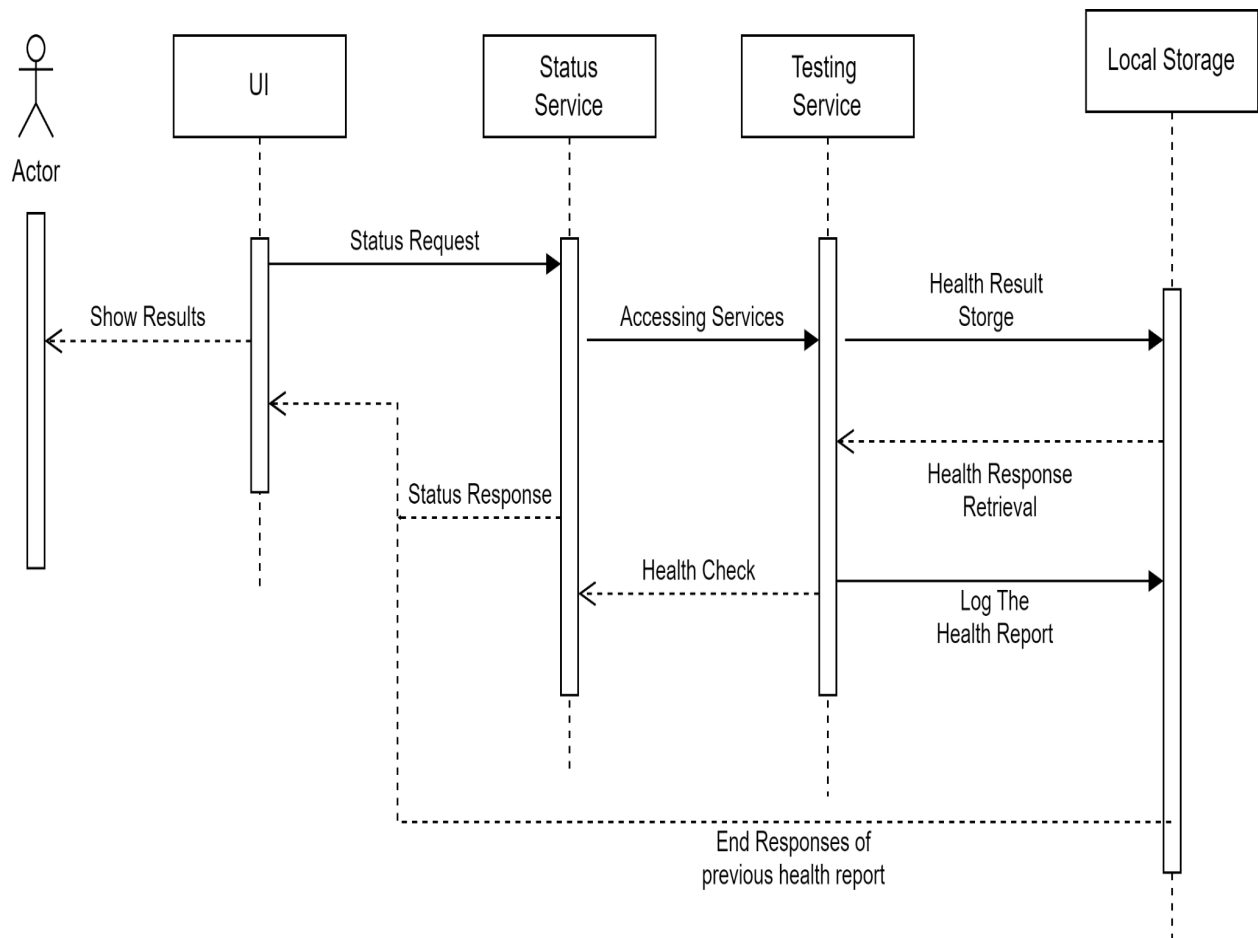 Actor
UI
Status
Service
Testing
Service
Local Storage
Status Request
Show Results
Accessing Services
Health Result
Storge
Health Response
Retrieval
Status Response
Health Check
Log The
Health Report
End Responses of
previous health report